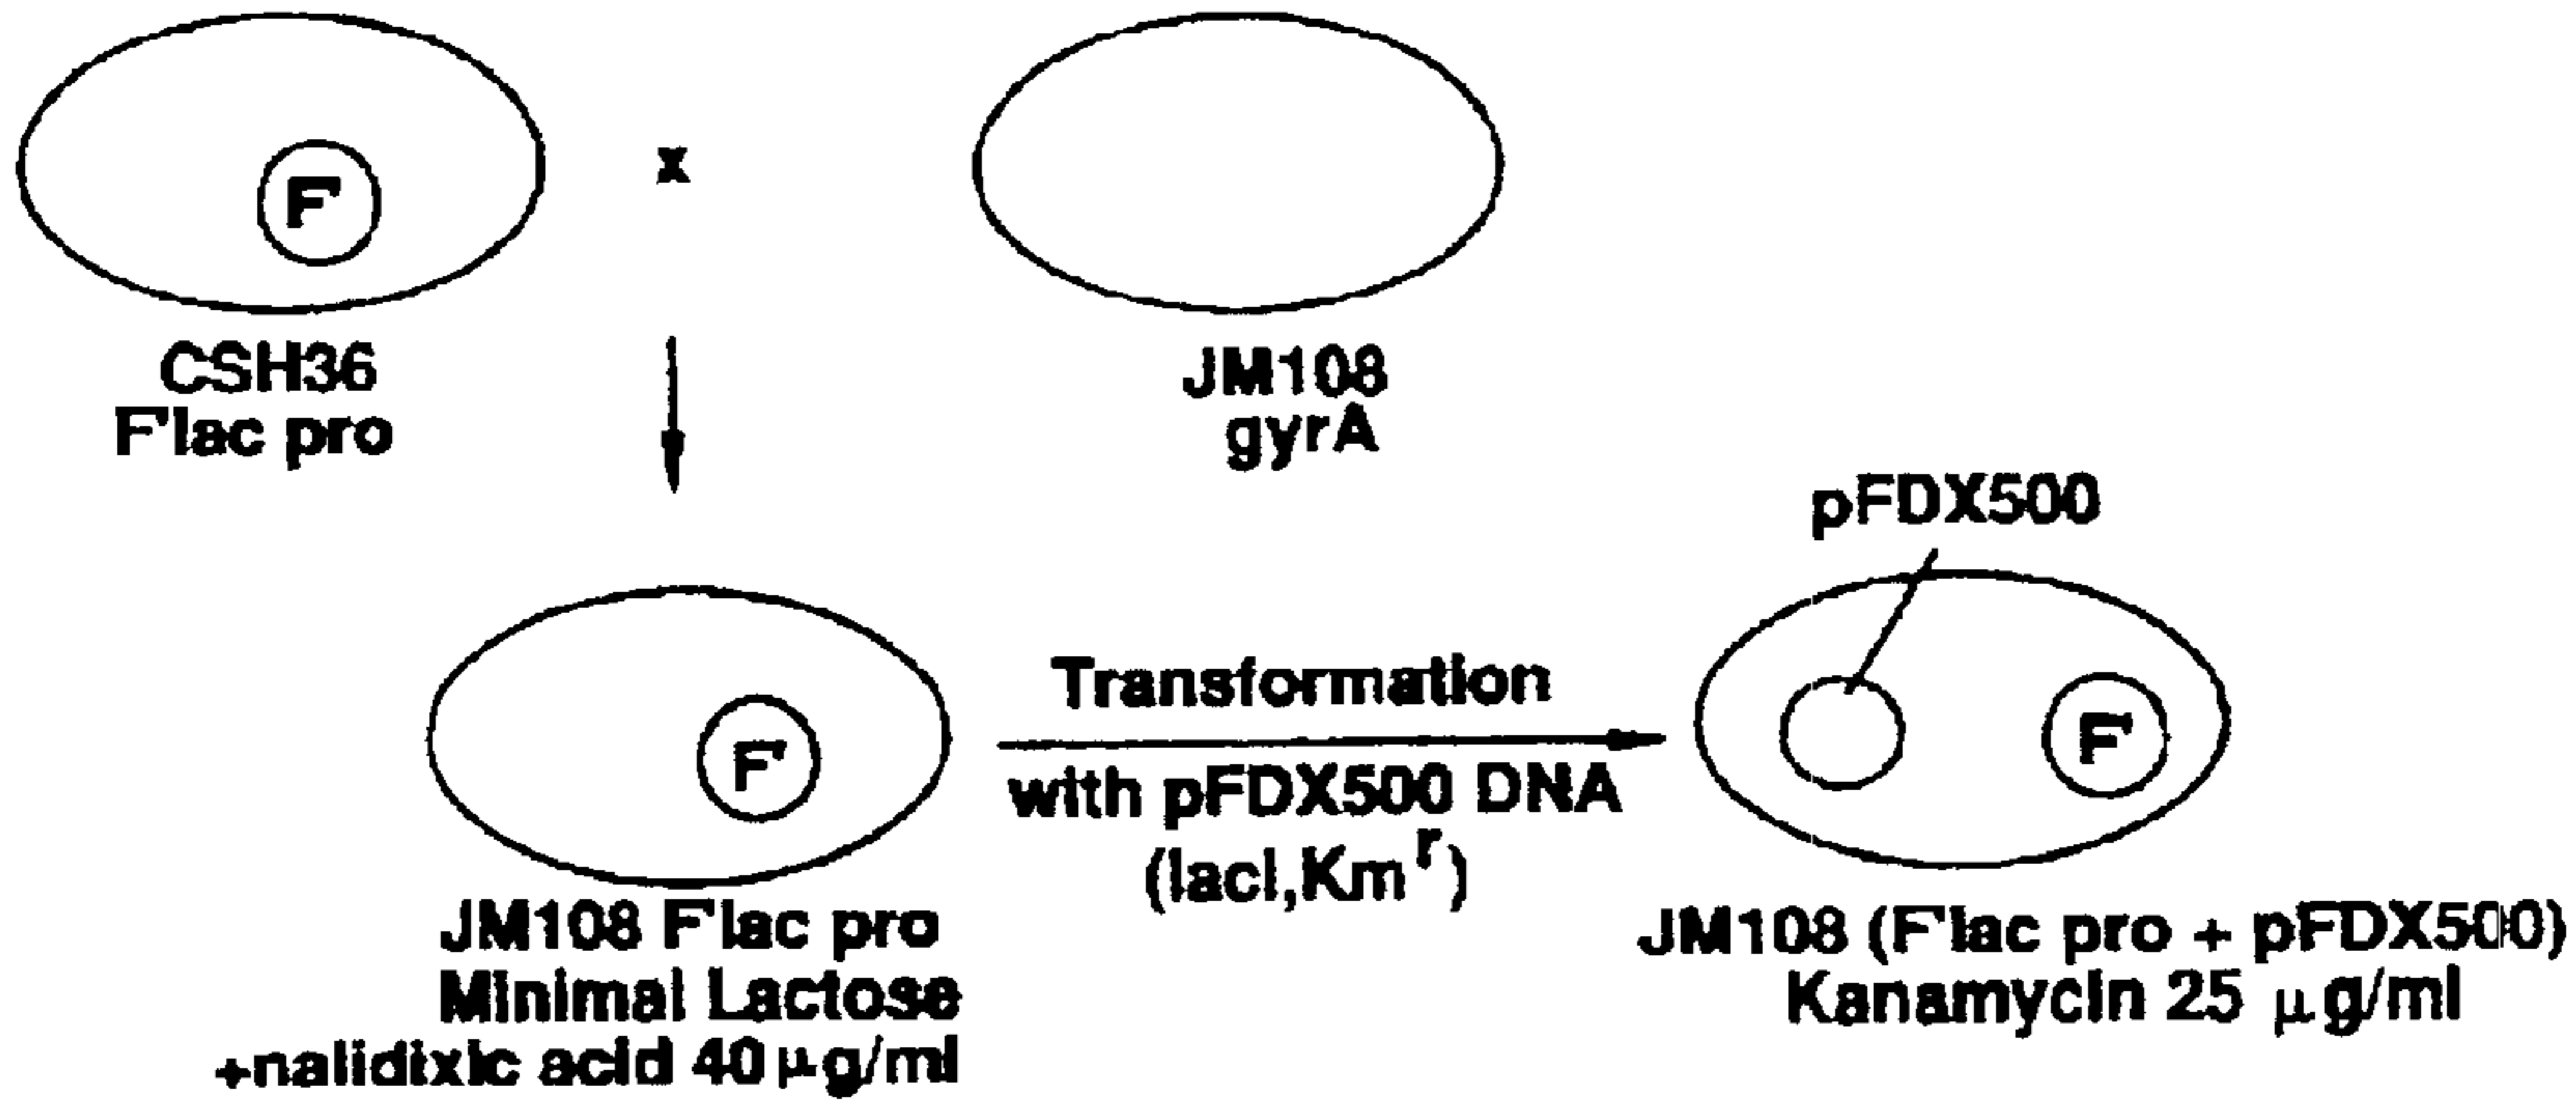 F'
x
CSH36
F'lac pro
JM108
gyrA
pFDX500
F'
Transformation
with pFDX500 DNA
(lacI,Km^r)
F'
JM108 F'lac pro
Minimal Lactose
+nalidixic acid 40 μg/ml
JM108 (F'lac pro + pFDX500)
Kanamycin 25 μg/ml